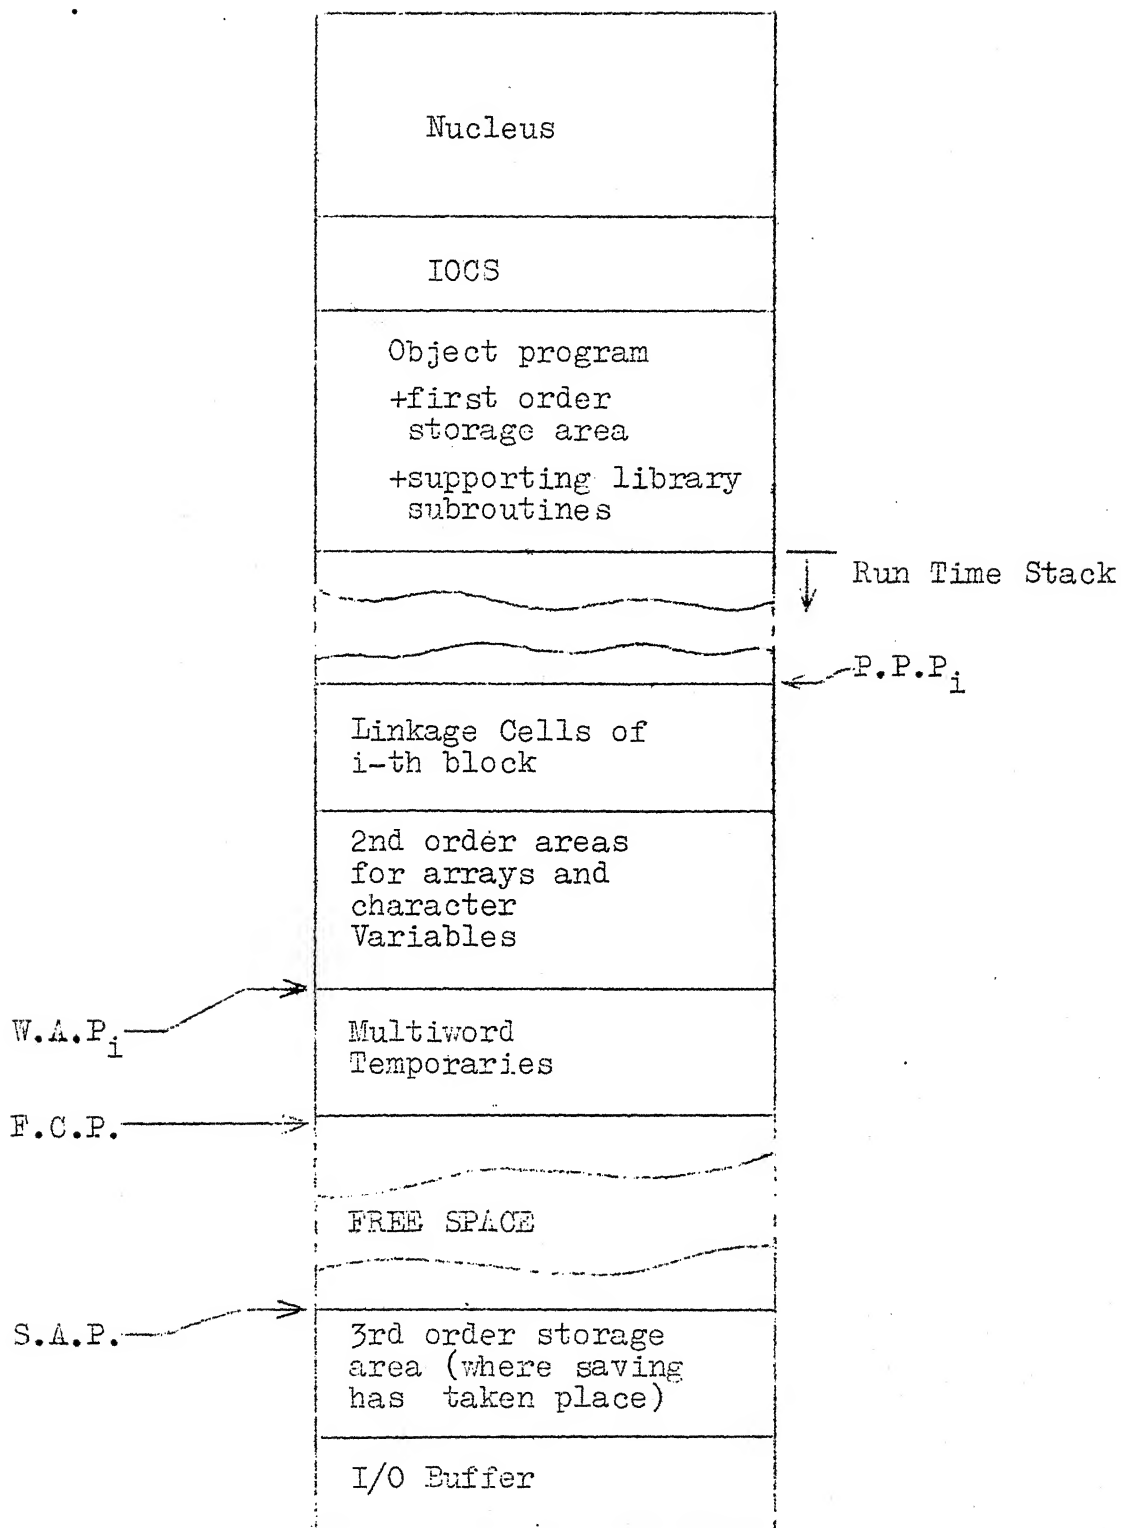 Nucleus
IOCS
Object program
+first order
storage area
+supporting library
subroutines
Run Time Stack
P.P.Pi
Linkage Cells of
i-th block
2nd order areas
for arrays and
character
Variables
W.A.Pi
Multiword
Temporaries
F.C.P.
FREE SPACE
S.A.P.
3rd order storage
area (where saving
has taken place)
I/O Buffer